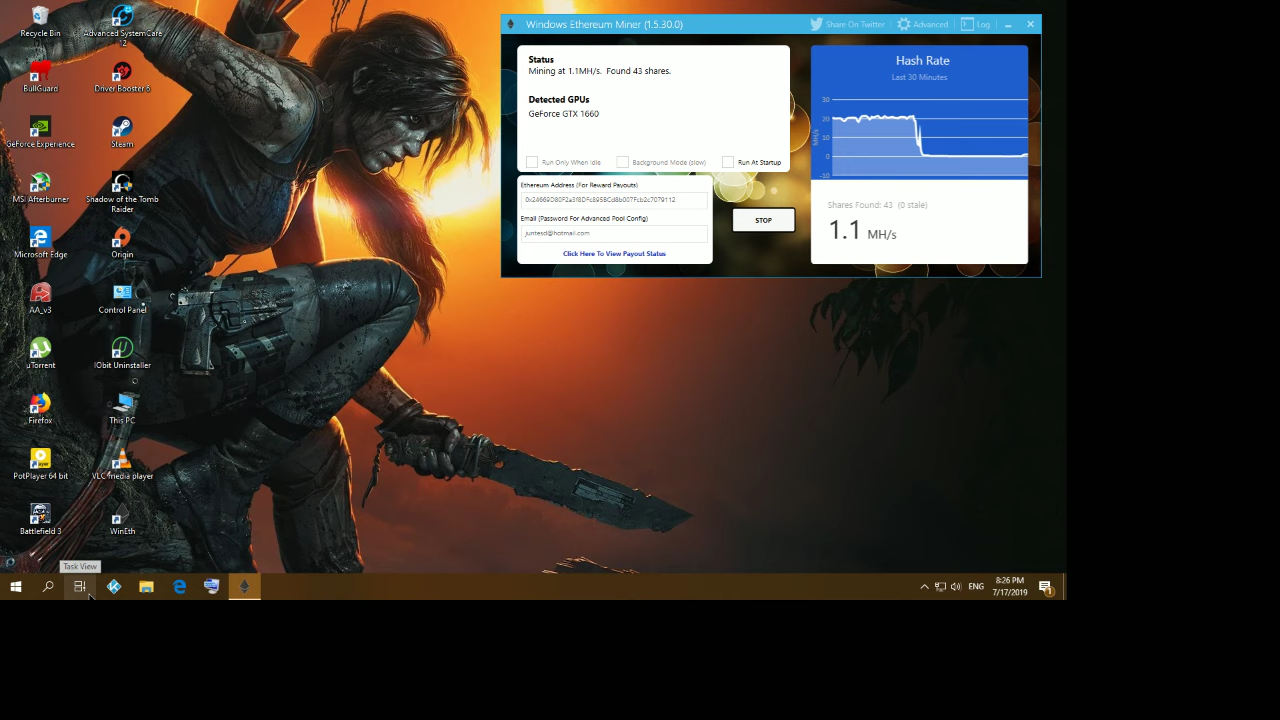 Recycle Bin
Advanced SystemCare 12
BullGuard
Driver Booster 6
GeForce Experience
Steam
MSI Afterburner
Shadow of the Tomb Raider
Microsoft Edge
Origin
AA_v3
Control Panel
uTorrent
IObit Uninstaller
Firefox
This PC
PotPlayer 64 bit
VLC media player
Battlefield 3
WinEth
Task View
Windows Ethereum Miner (1.5.30.0)
Share On Twitter
Advanced
Log
Status
Mining at 1.1MH/s. Found 43 shares.
Detected GPUs
GeForce GTX 1660
Run Only When Idle
Background Mode (slow)
Run At Startup
Ethereum Address (For Reward Payouts)
Email (Password For Advanced Pool Config)
juntesd@hotmail.com
Click Here To View Payout Status
STOP
Hash Rate
Last 30 Minutes
MH/s
30
20
10
0
-10
Shares Found: 43 (0 stale)
1.1 MH/s
ENG
8:26 PM
7/17/2019
1